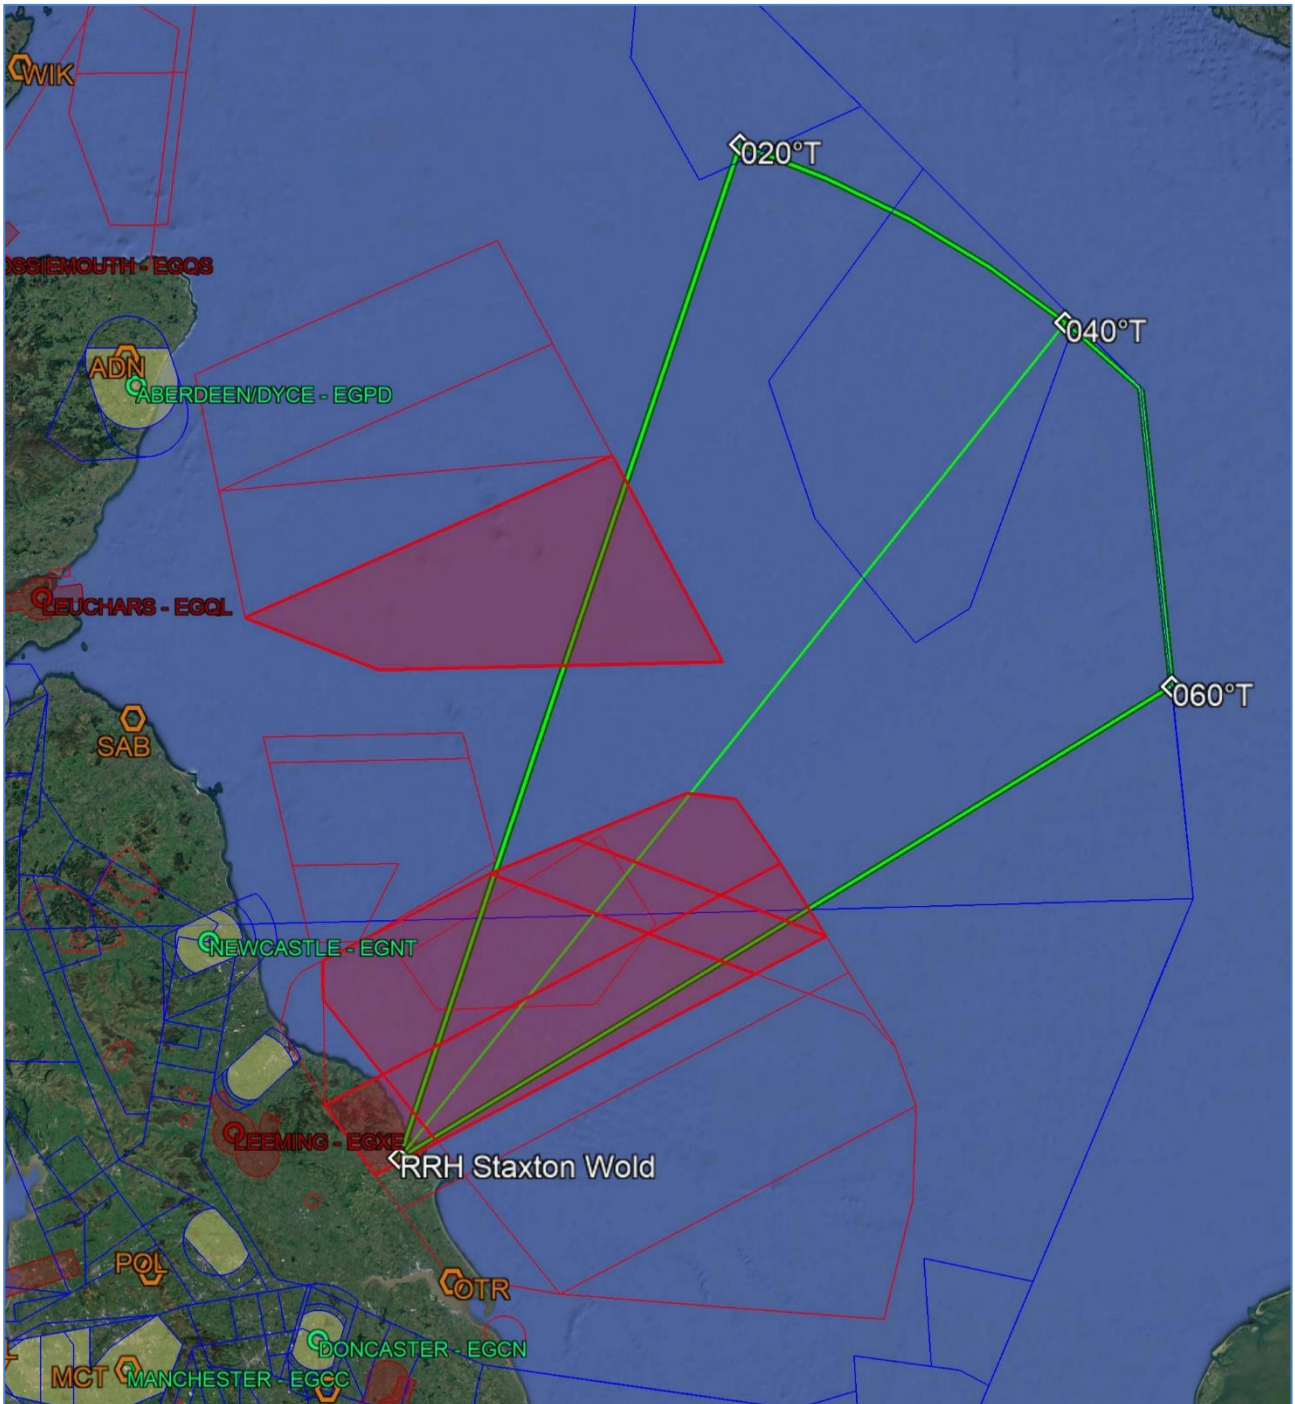 WIK
020°T
OSSIEMOUTH - EGQS
040°T
ADN
ABERDEEN/DYCE - EGPD
LEUCHARS - EGQL
060°T
SAB
NEWCASTLE - EGNT
LEEMING - EGXE
RRH Staxton Wold
POL
OTR
DONCASTER - EGCN
L
MCT
MANCHESTER - EGCC